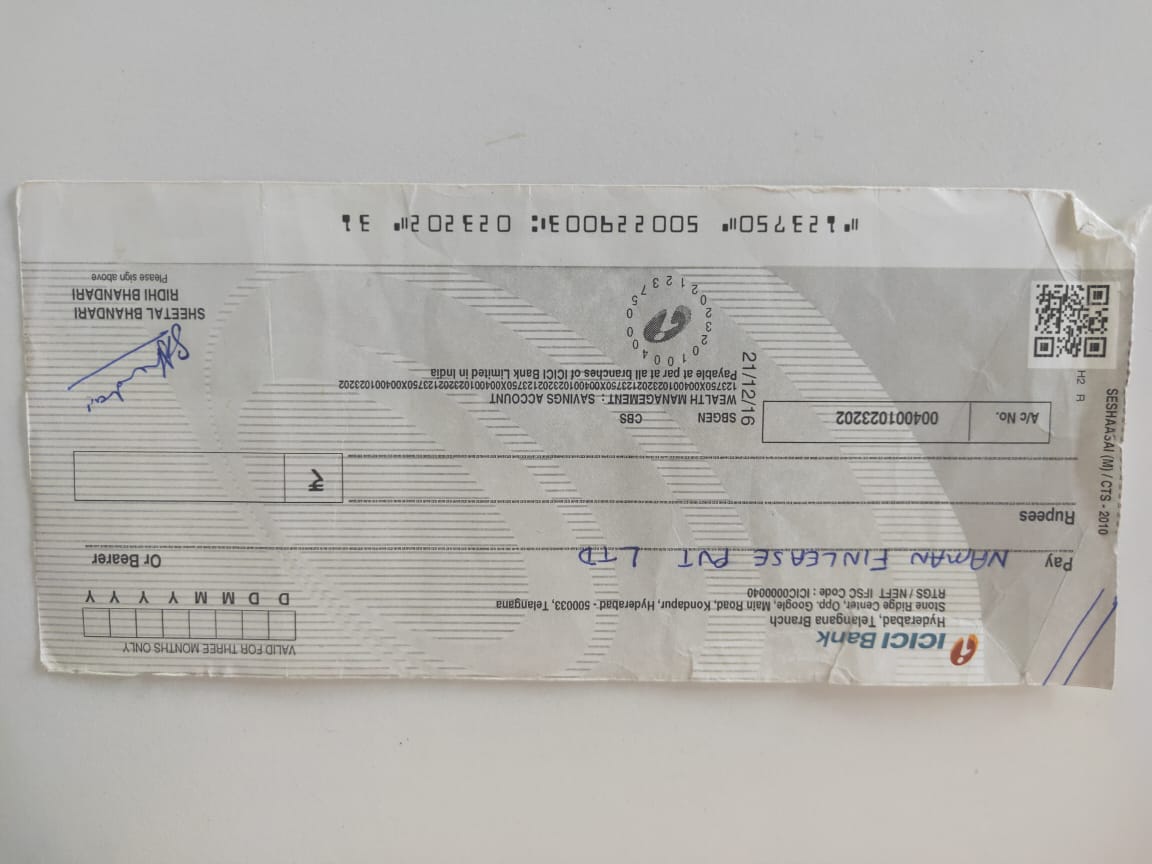 ICICI Bank
Hyderabad, Telangana Branch
Stone Ridge Center, Opp. Google, Main Road, Kondapur, Hyderabad - 500033, Telangana
RTGS / NEFT IFSC Code : ICIC0000040
VALID FOR THREE MONTHS ONLY
D D M M Y Y Y Y
Pay NAMAN FINLEASE PVT LTD Or Bearer
Rupees
₹
A/c No. 004001023202
SBGEN CBS
WEALTH MANAGEMENT : SAVINGS ACCOUNT
21/12/16
123750X004001023202123750X004001023202123750X004001023202123750X004001023202
Payable at par at all branches of ICICI Bank Limited in India
SHEETAL BHANDARI
RIDHI BHANDARI
Please sign above
SESHAASAI (M) / CTS - 2010
"123750" 500229003: 023202" 31